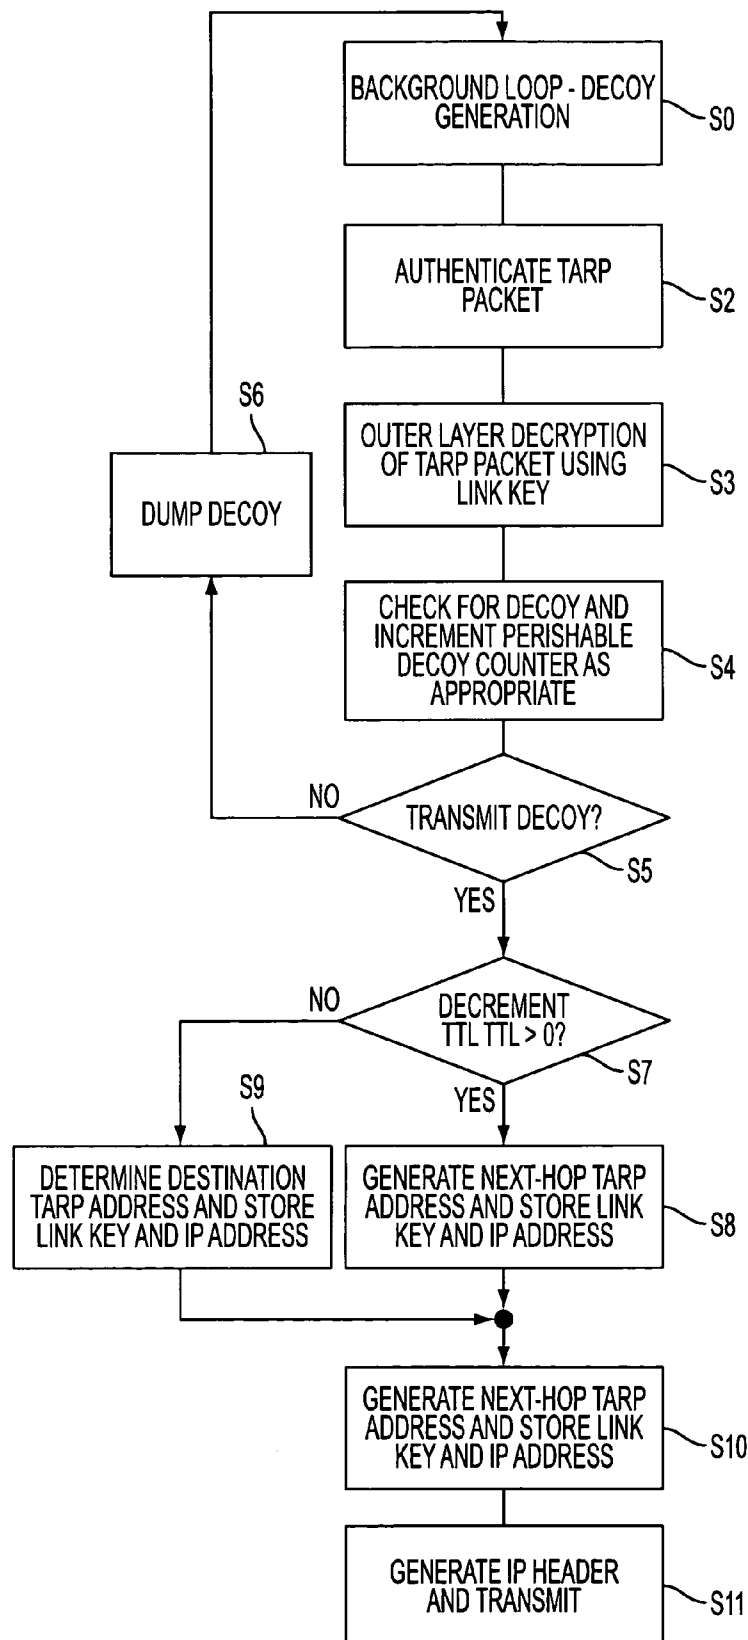 BACKGROUND LOOP - DECOY
GENERATION
S0
AUTHENTICATE TARP
PACKET
S2
OUTER LAYER DECRYPTION
OF TARP PACKET USING
LINK KEY
S3
S6
DUMP DECOY
CHECK FOR DECOY AND
INCREMENT PERISHABLE
DECOY COUNTER AS
APPROPRIATE
S4
NO
TRANSMIT DECOY?
S5
YES
NO
DECREMENT
TTL TTL > 0?
S7
YES
S9
DETERMINE DESTINATION
TARP ADDRESS AND STORE
LINK KEY AND IP ADDRESS
GENERATE NEXT-HOP TARP
ADDRESS AND STORE LINK
KEY AND IP ADDRESS
S8
GENERATE NEXT-HOP TARP
ADDRESS AND STORE LINK
KEY AND IP ADDRESS
S10
GENERATE IP HEADER
AND TRANSMIT
S11